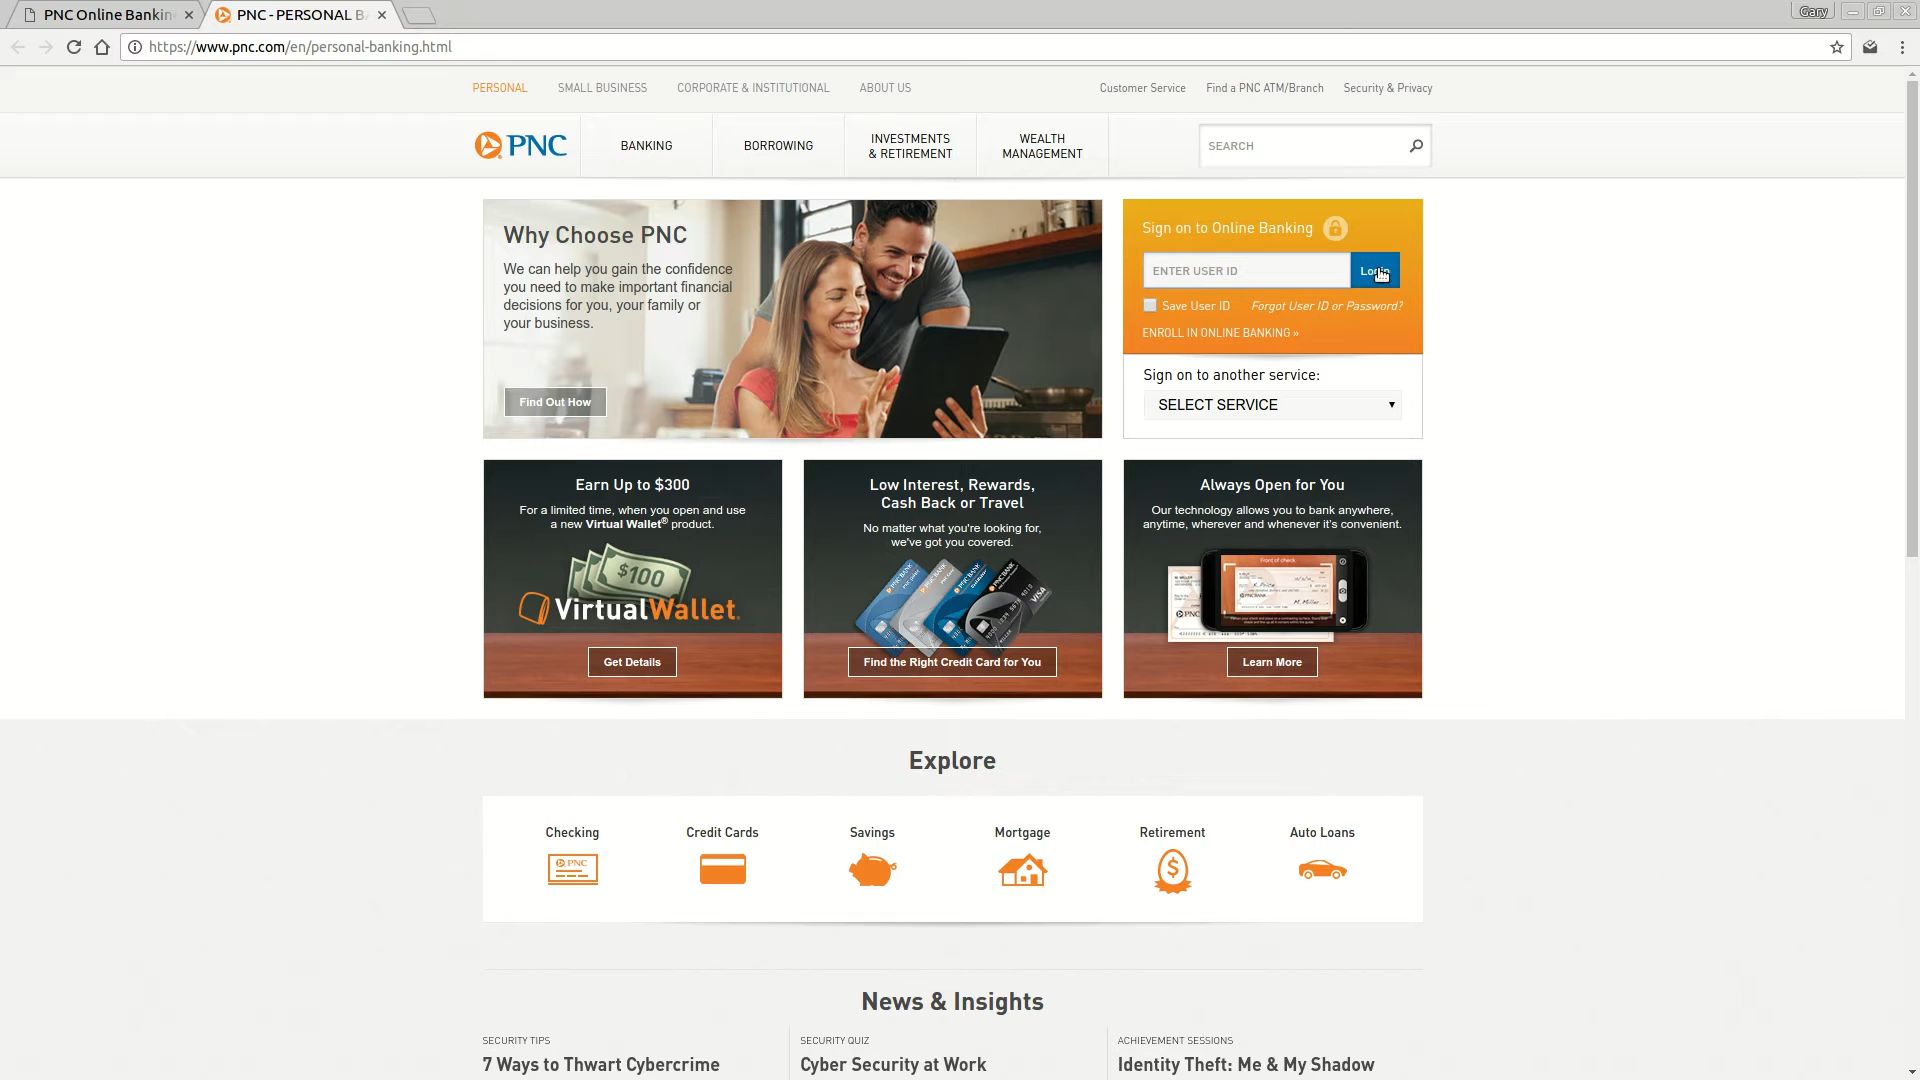 PNC Online Bankin
PNC - PERSONAL B
Gary
https://www.pnc.com/en/personal-banking.html
PERSONAL SMALL BUSINESS CORPORATE & INSTITUTIONAL ABOUT US Customer Service Find a PNC ATM/Branch Security & Privacy
PNC
BANKING
BORROWING
INVESTMENTS
& RETIREMENT
WEALTH
MANAGEMENT
SEARCH
Why Choose PNC
We can help you gain the confidence
you need to make important financial
decisions for you, your family or
your business.
Find Out How
Sign on to Online Banking
ENTER USER ID
Save User ID Forgot User ID or Password?
ENROLL IN ONLINE BANKING »
Sign on to another service:
SELECT SERVICE
Earn Up to $300
For a limited time, when you open and use
a new Virtual Wallet® product.
$100
VirtualWallet
Get Details
Low Interest, Rewards,
Cash Back or Travel
No matter what you're looking for,
we've got you covered.
PNC BANK
VISA
Find the Right Credit Card for You
Always Open for You
Our technology allows you to bank anywhere,
anytime, wherever and whenever it's convenient.
Front of check
M. Miller
Learn More
Explore
Checking Credit Cards Savings Mortgage Retirement Auto Loans
PNC
$
News & Insights
SECURITY TIPS
7 Ways to Thwart Cybercrime
SECURITY QUIZ
Cyber Security at Work
ACHIEVEMENT SESSIONS
Identity Theft: Me & My Shadow